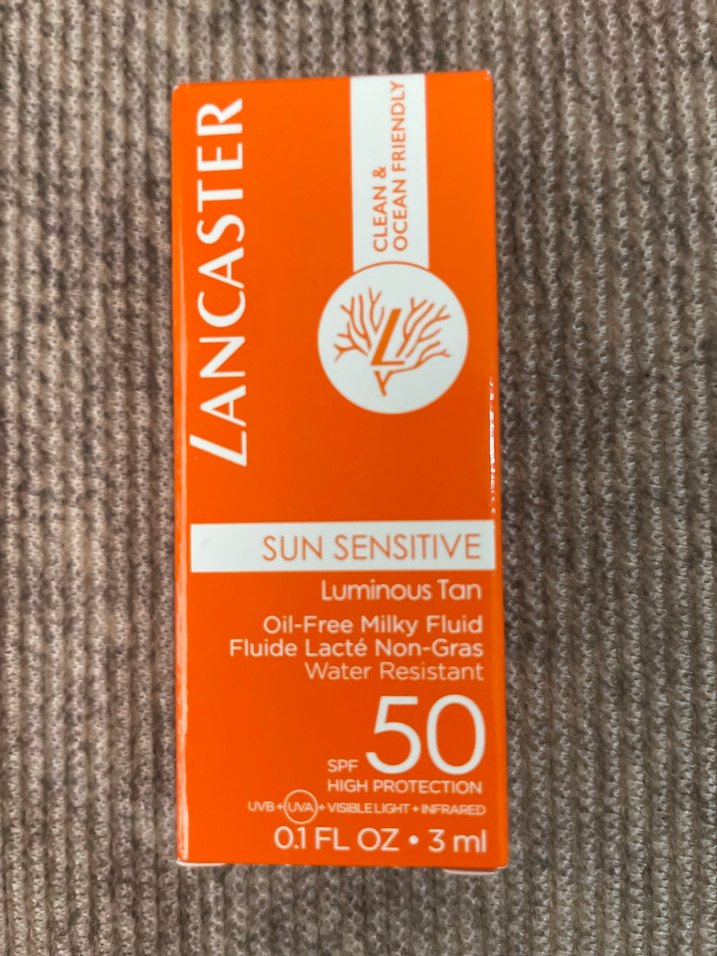 LANCASTER
CLEAN &
OCEAN FRIENDLY
L
SUN SENSITIVE
Luminous Tan
Oil-Free Milky Fluid
Fluide Lacté Non-Gras
Water Resistant
SPF 50
HIGH PROTECTION
UVB + UVA + VISIBLE LIGHT + INFRARED
0.1 FL OZ • 3 ml